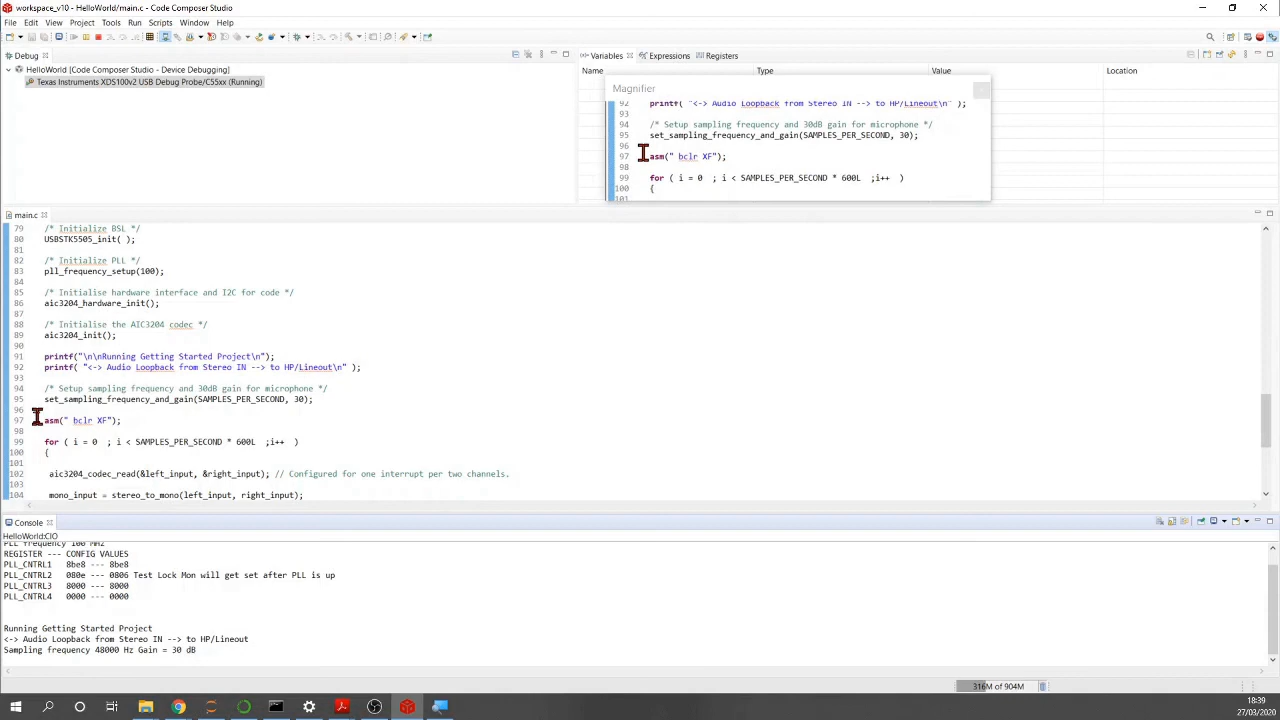 workspace_v10 - HelloWorld/main.c - Code Composer Studio
File Edit View Project Tools Run Scripts Window Help
Debug
HelloWorld [Code Composer Studio - Device Debugging]
Texas Instruments XDS100v2 USB Debug Probe/C55xx (Running)
Variables Expressions Registers
Name Type Value Location
Magnifier
92 printf( "<-> Audio Loopback from Stereo IN --> to HP/Lineout\n" );
93
94 /* Setup sampling frequency and 30dB gain for microphone */
95 set_sampling_frequency_and_gain(SAMPLES_PER_SECOND, 30);
96
97 asm(" bclr XF");
98
99 for ( i = 0 ; i < SAMPLES_PER_SECOND * 600L ;i++ )
100 {
101
main.c
79 /* Initialize BSL */
80 USBSTK5505_init( );
81
82 /* Initialize PLL */
83 pll_frequency_setup(100);
84
85 /* Initialise hardware interface and I2C for code */
86 aic3204_hardware_init();
87
88 /* Initialise the AIC3204 codec */
89 aic3204_init();
90
91 printf("\n\nRunning Getting Started Project\n");
92 printf( "<-> Audio Loopback from Stereo IN --> to HP/Lineout\n" );
93
94 /* Setup sampling frequency and 30dB gain for microphone */
95 set_sampling_frequency_and_gain(SAMPLES_PER_SECOND, 30);
96
97 asm(" bclr XF");
98
99 for ( i = 0 ; i < SAMPLES_PER_SECOND * 600L ;i++ )
100 {
101
102 aic3204_codec_read(&left_input, &right_input); // Configured for one interrupt per two channels.
103
104 mono_input = stereo_to_mono(left_input, right_input);
Console
HelloWorld:CIO
PLL frequency 100 MHz
REGISTER --- CONFIG VALUES
PLL_CNTRL1 8be8 --- 8be8
PLL_CNTRL2 080e --- 0806 Test Lock Mon will get set after PLL is up
PLL_CNTRL3 8000 --- 8000
PLL_CNTRL4 0000 --- 0000
Running Getting Started Project
<-> Audio Loopback from Stereo IN --> to HP/Lineout
Sampling frequency 48000 Hz Gain = 30 dB
316M of 904M
18:39
27/03/2020